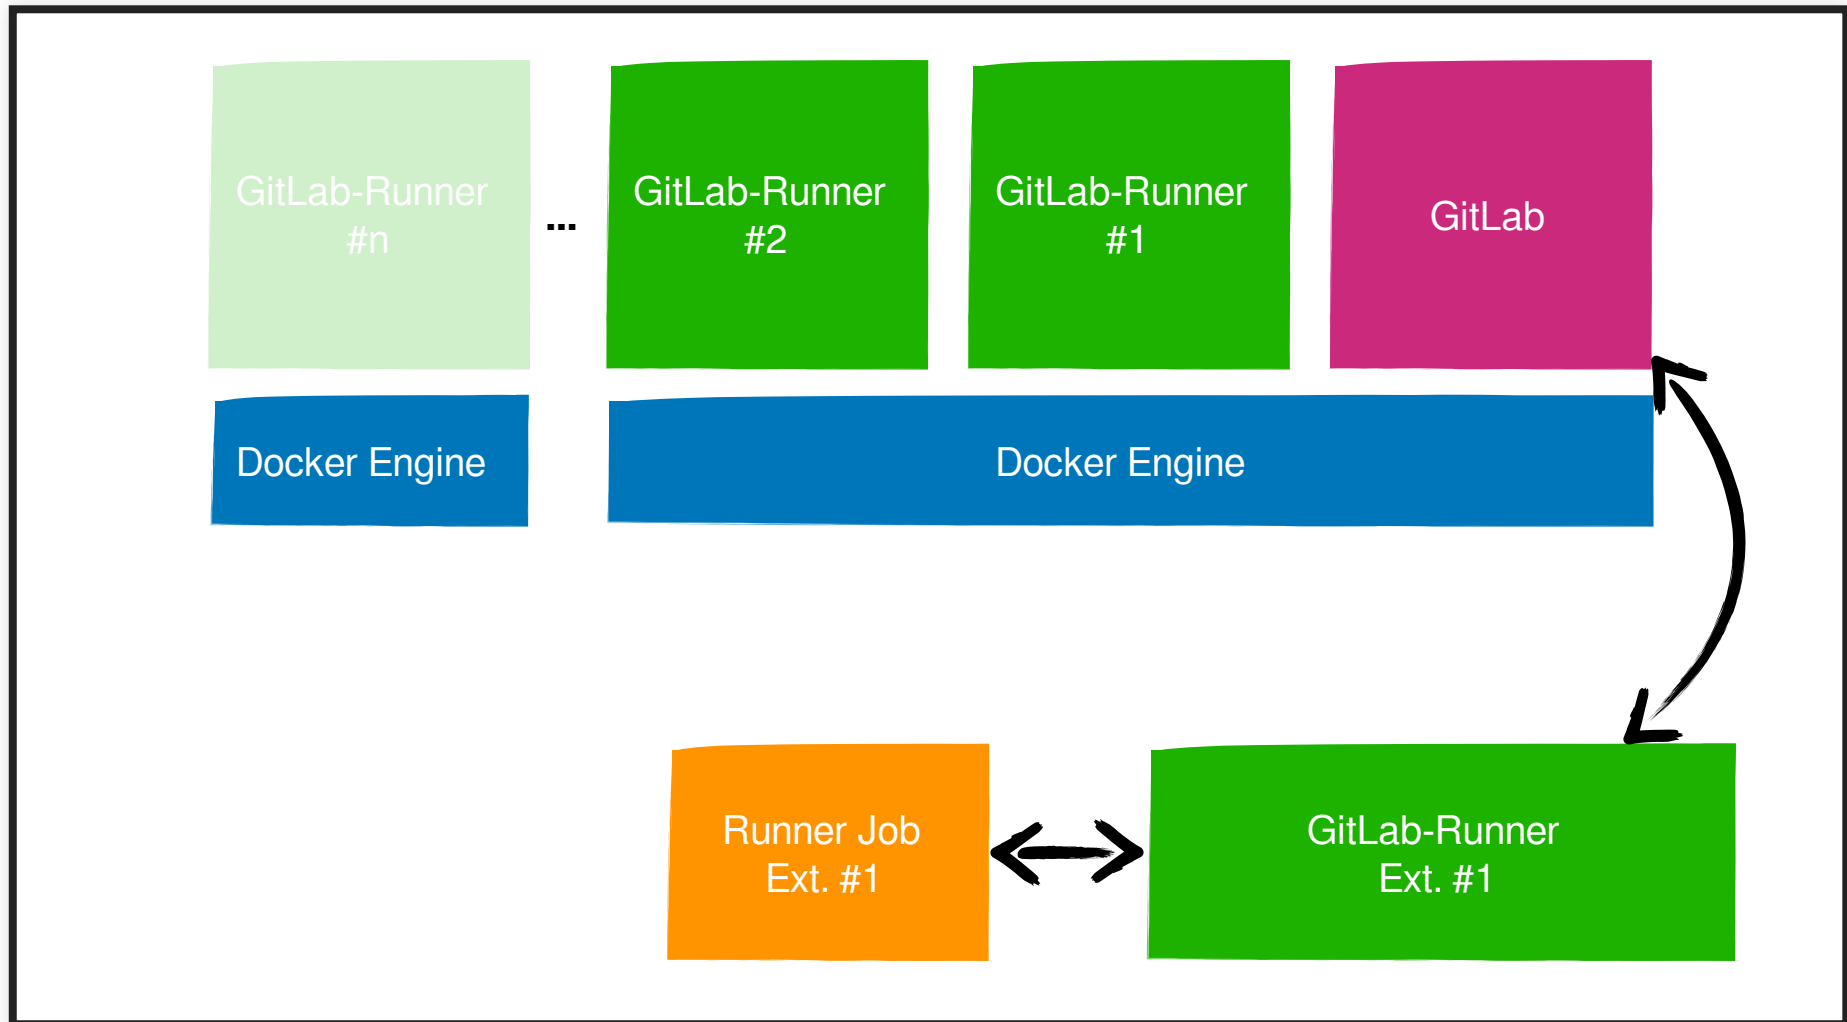 GitLab-Runner
#n
...
GitLab-Runner
#2
GitLab-Runner
#1
GitLab
Docker Engine
Docker Engine
Runner Job
Ext. #1
GitLab-Runner
Ext. #1